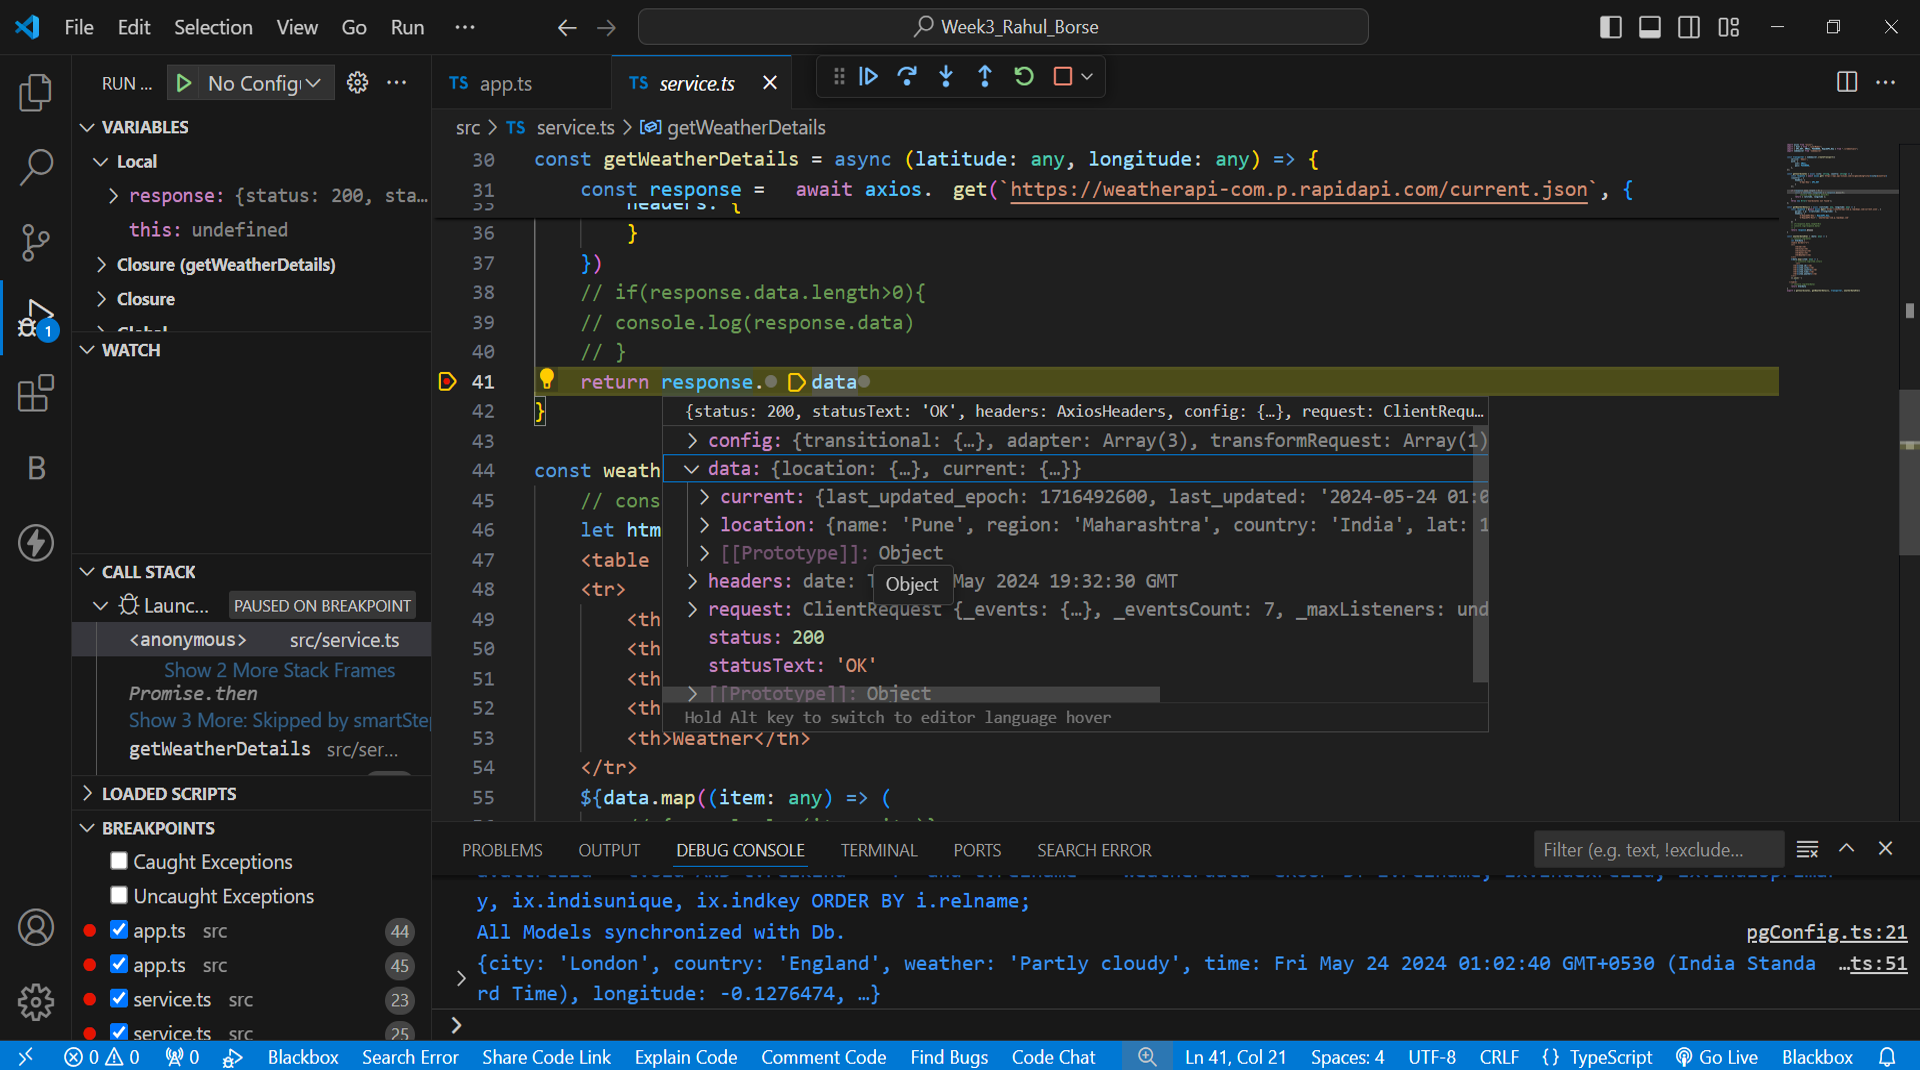 File Edit Selection View Go Run ··· Week3_Rahul_Borse
RUN ... No Config ···
TS app.ts TS service.ts
VARIABLES
Local
response: {status: 200, sta…
this: undefined
Closure (getWeatherDetails)
Closure
Global
WATCH
CALL STACK
Launc... PAUSED ON BREAKPOINT
<anonymous> src/service.ts
Show 2 More Stack Frames
Promise.then
Show 3 More: Skipped by smartStep
getWeatherDetails src/ser...
LOADED SCRIPTS
BREAKPOINTS
Caught Exceptions
Uncaught Exceptions
app.ts src 44
app.ts src 45
service.ts src 23
service.ts src 25
src > TS service.ts > getWeatherDetails
30 const getWeatherDetails = async (latitude: any, longitude: any) => {
31 const response = await axios. get(`https://weatherapi-com.p.rapidapi.com/current.json`, {
33 headers: {
36 }
37 })
38 // if(response.data.length>0){
39 // console.log(response.data)
40 // }
41 return response. data
42 }
43
44 const weath
45 // cons
46 let htm
47 <table
48 <tr>
49 <th
50 <th
51 <th
52 <th
53 <th>Weather</th>
54 </tr>
55 ${data.map((item: any) => (
{status: 200, statusText: 'OK', headers: AxiosHeaders, config: {…}, request: ClientRequ…
config: {transitional: {…}, adapter: Array(3), transformRequest: Array(1)
data: {location: {…}, current: {…}}
current: {last_updated_epoch: 1716492600, last_updated: '2024-05-24 01:0
location: {name: 'Pune', region: 'Maharashtra', country: 'India', lat: 1
[[Prototype]]: Object
headers: date: T May 2024 19:32:30 GMT
Object
request: ClientRequest {_events: {…}, _eventsCount: 7, _maxListeners: und
status: 200
statusText: 'OK'
[[Prototype]]: Object
Hold Alt key to switch to editor language hover
PROBLEMS OUTPUT DEBUG CONSOLE TERMINAL PORTS SEARCH ERROR Filter (e.g. text, !exclude...
y, ix.indisunique, ix.indkey ORDER BY i.relname;
All Models synchronized with Db. pgConfig.ts:21
{city: 'London', country: 'England', weather: 'Partly cloudy', time: Fri May 24 2024 01:02:40 GMT+0530 (India Standa …ts:51
rd Time), longitude: -0.1276474, …}
>
1
B
0 0 0 Blackbox Search Error Share Code Link Explain Code Comment Code Find Bugs Code Chat Ln 41, Col 21 Spaces: 4 UTF-8 CRLF {} TypeScript Go Live Blackbox